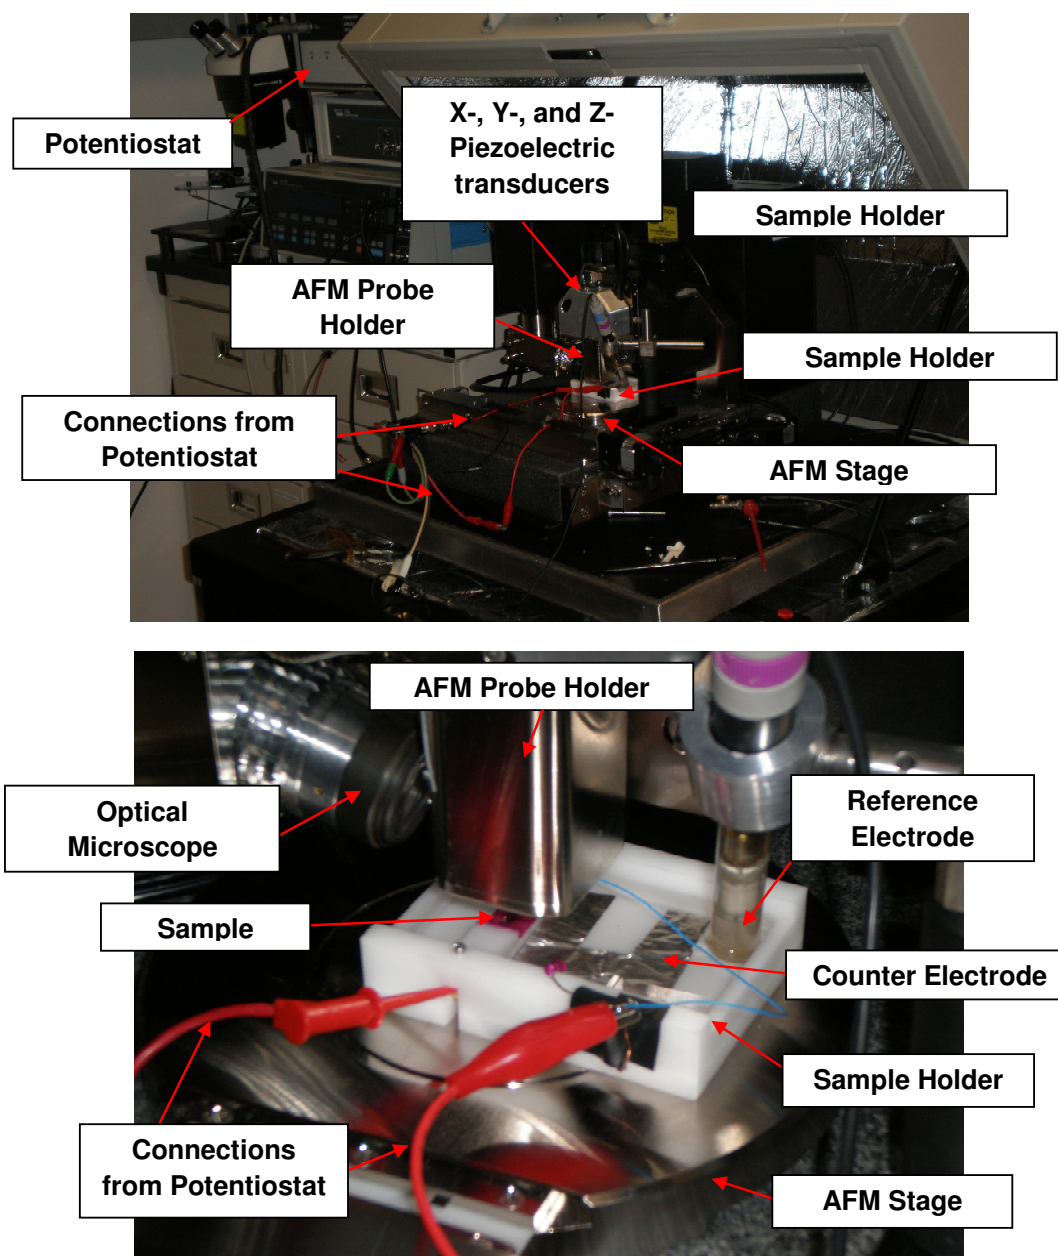 X-, Y-, and Z-
Piezoelectric
transducers
Potentiostat
Sample Holder
AFM Probe
Holder
Sample Holder
Connections from
Potentiostat
AFM Stage
AFM Probe Holder
Optical
Microscope
Reference
Electrode
Sample
Counter Electrode
Sample Holder
Connections
from Potentiostat
AFM Stage